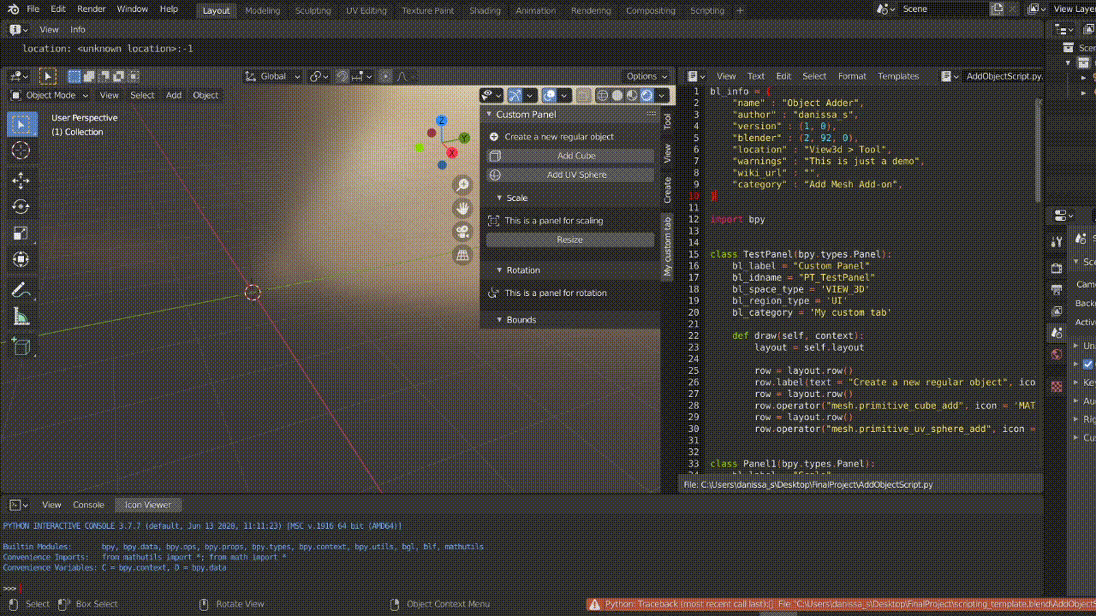 File Edit Render Window Help Layout Modeling Sculpting UV Editing Texture Paint Shading Animation Rendering Compositing Scripting + Scene View Layer
View Info
location: <unknown location>:-1
Global Options
View Text Edit Select Format Templates AddObjectScript.py
Object Mode View Select Add Object
User Perspective
(1) Collection
Z
Y
X
Custom Panel
Create a new regular object
Add Cube
Add UV Sphere
Scale
This is a panel for scaling
Resize
Rotation
This is a panel for rotation
Bounds
Tool
View
Create
My custom tab
1 bl_info = {
2 "name" : "Object Adder",
3 "author" : "danissa_s",
4 "version" : (1, 0),
5 "blender" : (2, 92, 0),
6 "location" : "View3d > Tool",
7 "warnings" : "This is just a demo",
8 "wiki_url" : "",
9 "category" : "Add Mesh Add-on",
10 }
11
12 import bpy
13
14
15 class TestPanel(bpy.types.Panel):
16 bl_label = "Custom Panel"
17 bl_idname = "PT_TestPanel"
18 bl_space_type = 'VIEW_3D'
19 bl_region_type = 'UI'
20 bl_category = 'My custom tab'
21
22 def draw(self, context):
23 layout = self.layout
24
25 row = layout.row()
26 row.label(text = "Create a new regular object", ico
27 row = layout.row()
28 row.operator("mesh.primitive_cube_add", icon = 'MAT
29 row = layout.row()
30 row.operator("mesh.primitive_uv_sphere_add", icon =
31
32
33 class Panel1(bpy.types.Panel):
File: C:\Users\danissa_s\Desktop\FinalProject\AddObjectScript.py
View Console Icon Viewer
PYTHON INTERACTIVE CONSOLE 3.7.7 (default, Jun 13 2020, 11:11:23) [MSC v.1916 64 bit (AMD64)]
Builtin Modules: bpy, bpy.data, bpy.ops, bpy.props, bpy.types, bpy.context, bpy.utils, bgl, blf, mathutils
Convenience Imports: from mathutils import *; from math import *
Convenience Variables: C = bpy.context, D = bpy.data
>>>
Select Box Select Rotate View Object Context Menu Python: Traceback (most recent call last): File "C:\Users\danissa_s\Desktop\FinalProject\scripting_template.blend\AddObjectS